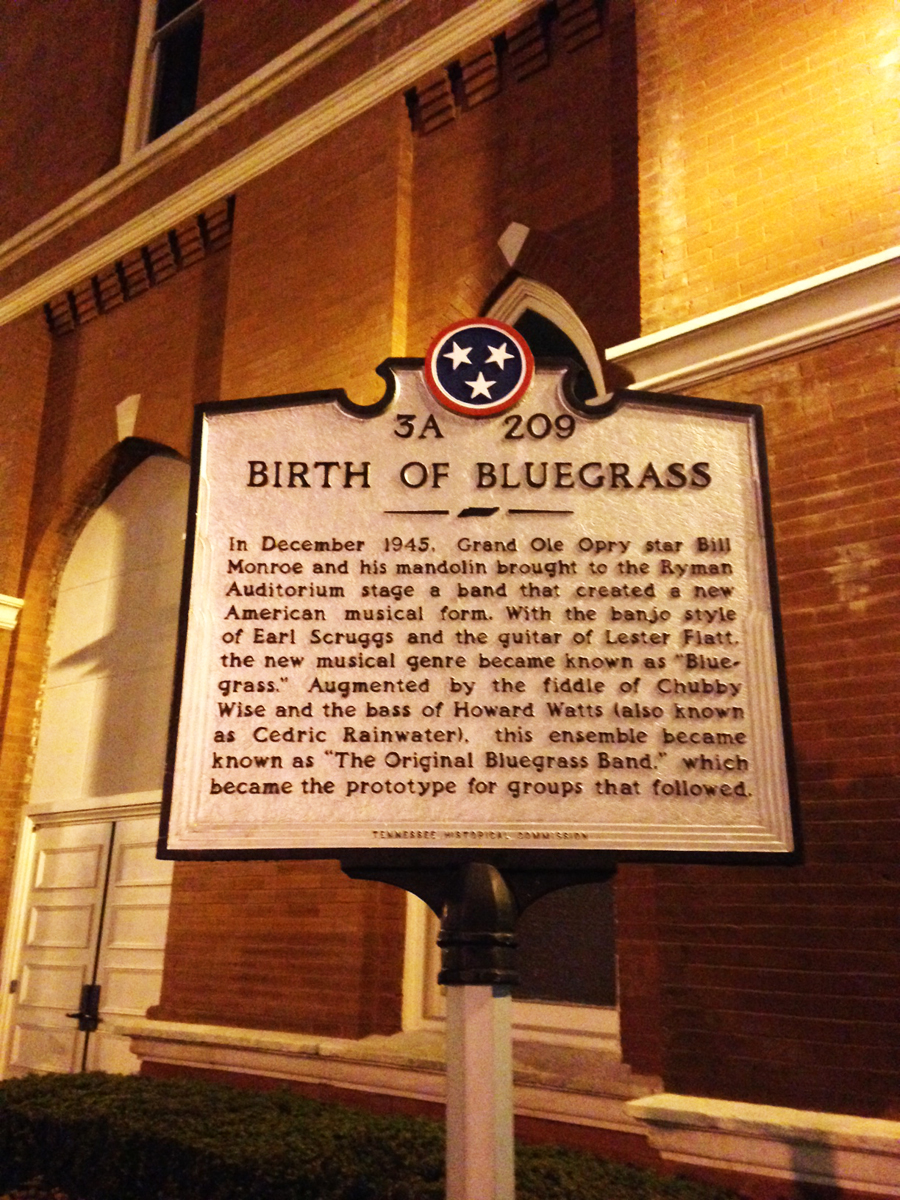 3A 209
BIRTH OF BLUEGRASS
In December 1945, Grand Ole Opry star Bill
Monroe and his mandolin brought to the Ryman
Auditorium stage a band that created a new
American musical form. With the banjo style
of Earl Scruggs and the guitar of Lester Flatt,
the new musical genre became known as "Blue-
grass." Augmented by the fiddle of Chubby
Wise and the bass of Howard Watts (also known
as Cedric Rainwater), this ensemble became
known as "The Original Bluegrass Band," which
became the prototype for groups that followed.
TENNESSEE HISTORICAL COMMISSION